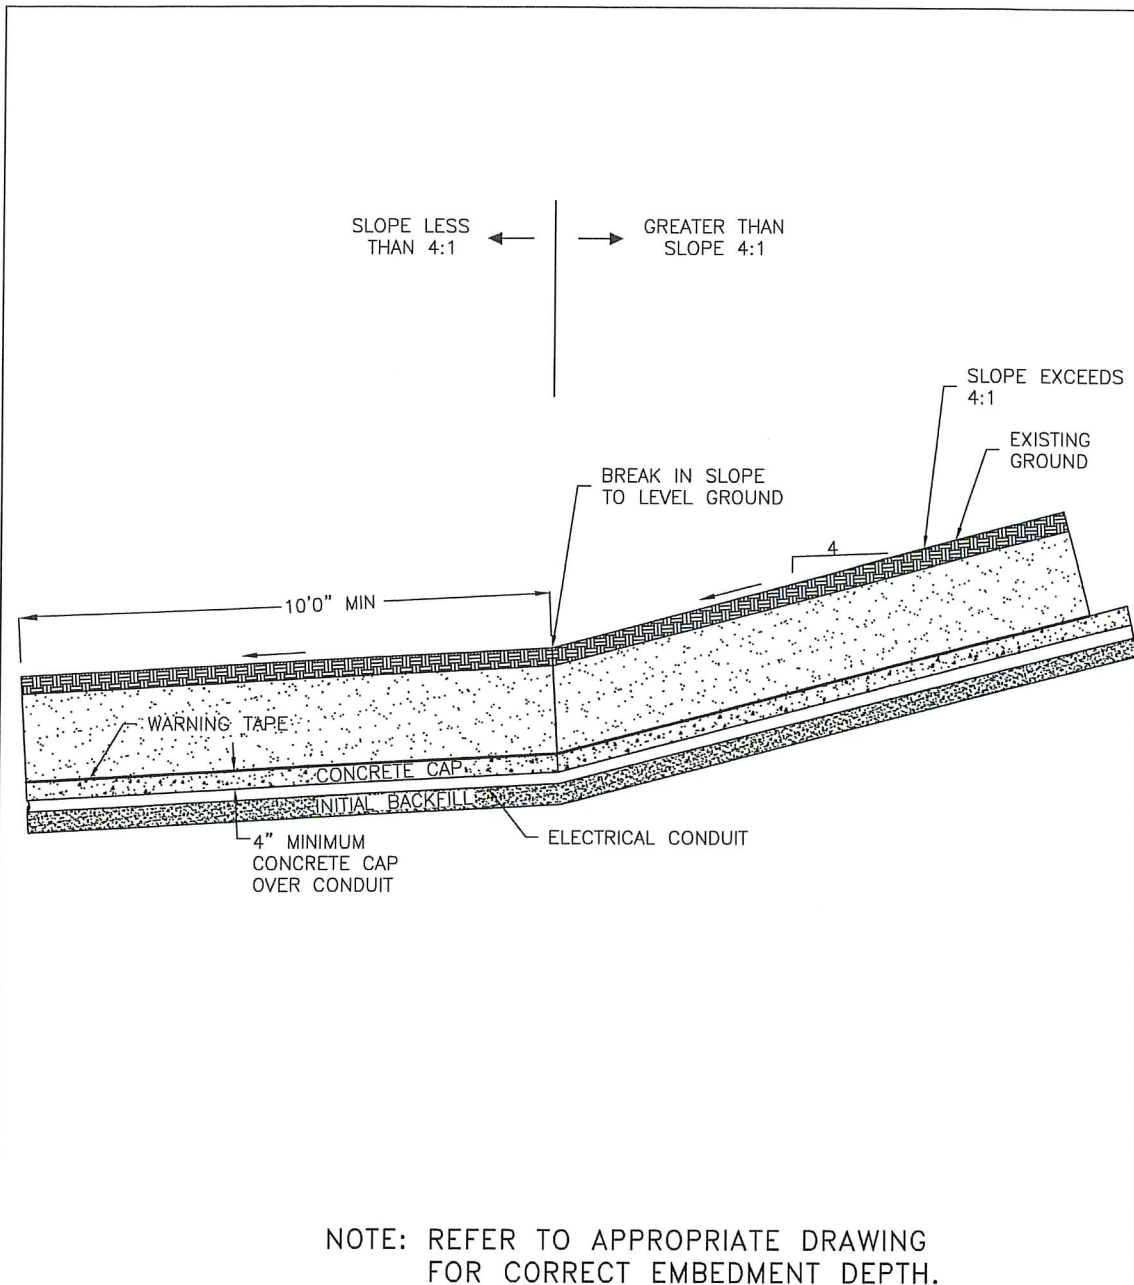 SLOPE LESS
THAN 4:1
GREATER THAN
SLOPE 4:1
SLOPE EXCEEDS
4:1
EXISTING
GROUND
BREAK IN SLOPE
TO LEVEL GROUND
4
10'0" MIN
WARNING TAPE
CONCRETE CAP
INITIAL BACKFILL
ELECTRICAL CONDUIT
4" MINIMUM
CONCRETE CAP
OVER CONDUIT
NOTE: REFER TO APPROPRIATE DRAWING
FOR CORRECT EMBEDMENT DEPTH.